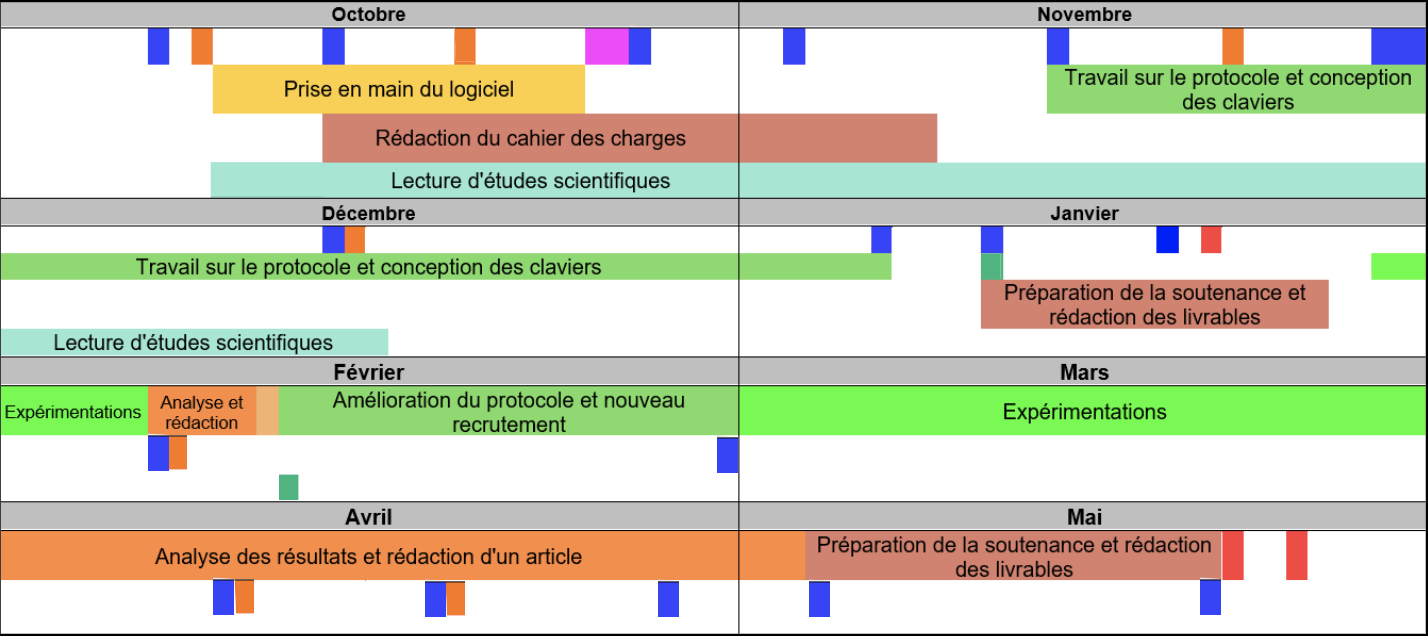 Octobre
Novembre
Prise en main du logiciel
Travail sur le protocole et conception
des claviers
Rédaction du cahier des charges
Lecture d'études scientifiques
Décembre
Janvier
Travail sur le protocole et conception des claviers
Préparation de la soutenance et
rédaction des livrables
Lecture d'études scientifiques
Février
Mars
Expérimentations
Analyse et
rédaction
Amélioration du protocole et nouveau
recrutement
Expérimentations
Avril
Mai
Analyse des résultats et rédaction d'un article
Préparation de la soutenance et rédaction
des livrables